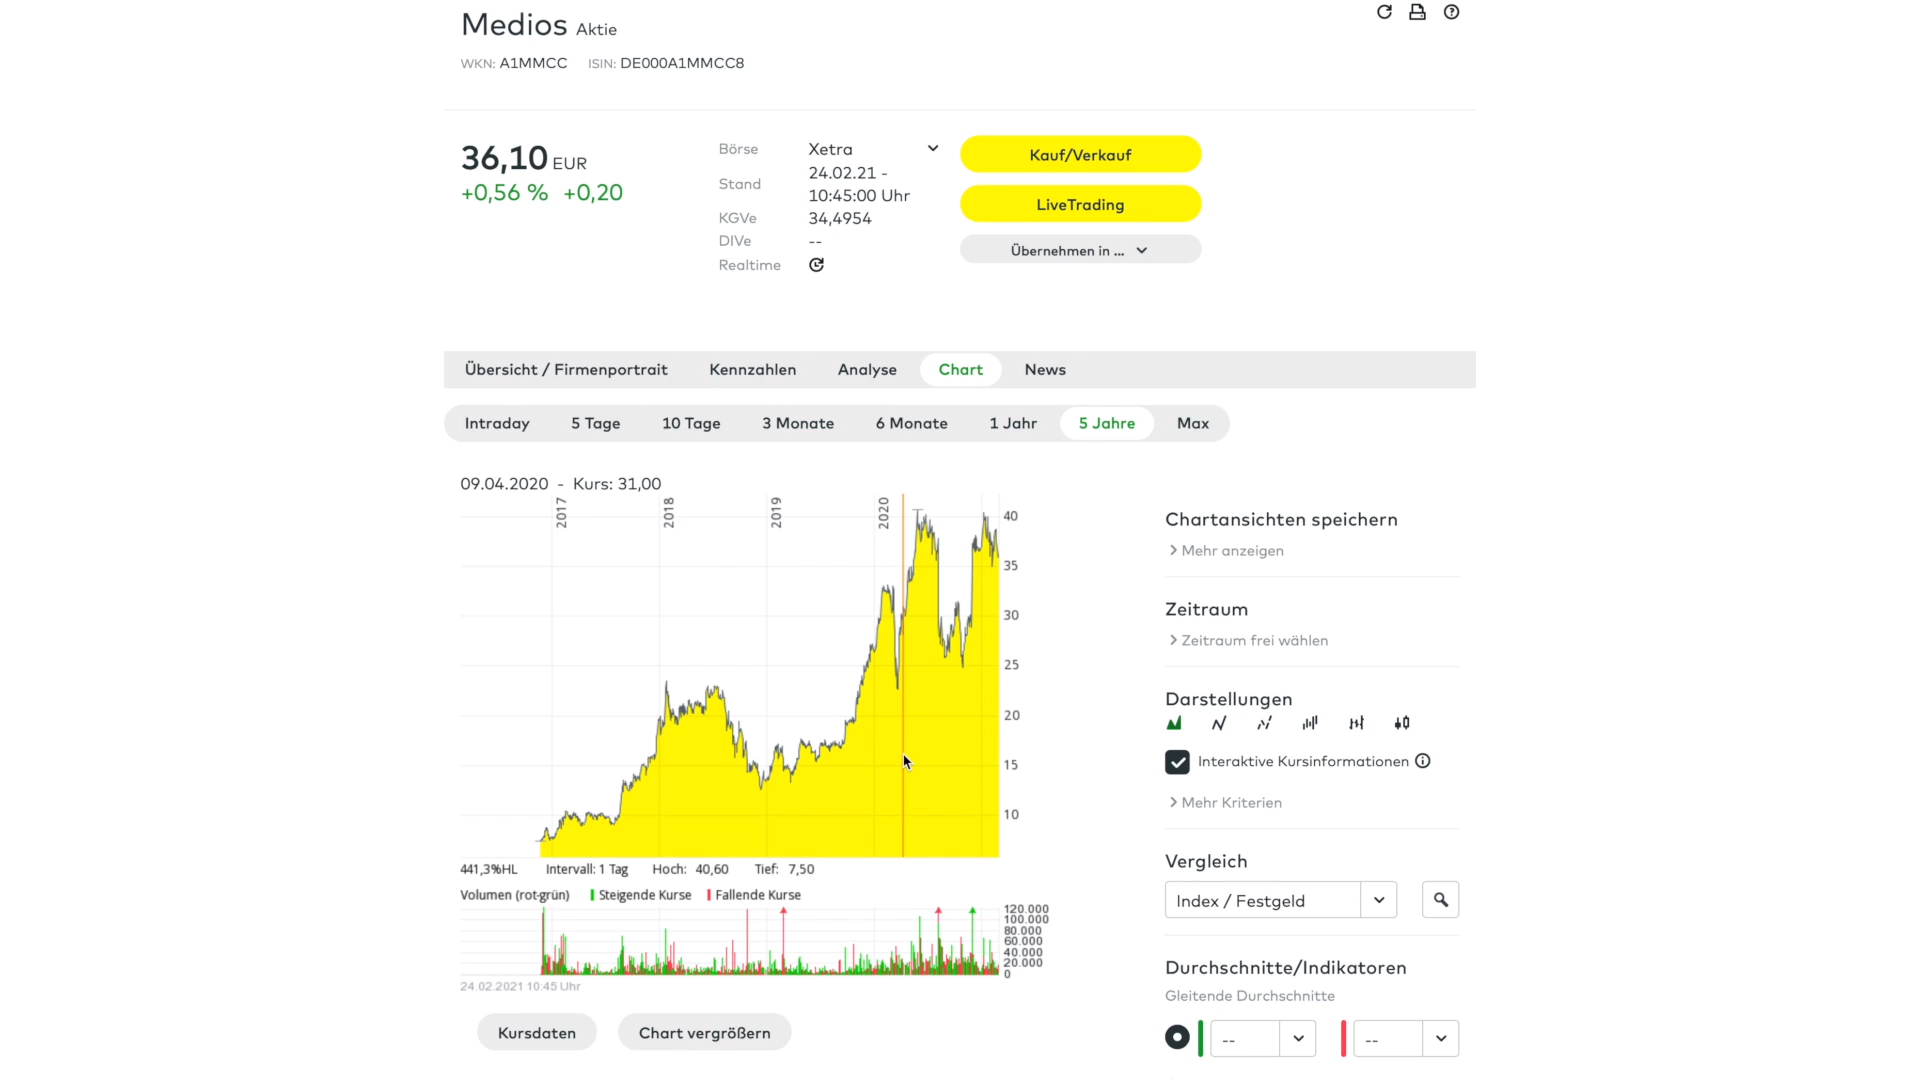 Medios Aktie
WKN: A1MMCC ISIN: DE000A1MMCC8
36,10 EUR
+0,56 % +0,20
Börse Xetra
Stand 24.02.21 -
10:45:00 Uhr
KGVe 34,4954
DIVe --
Realtime
Kauf/Verkauf
LiveTrading
Übernehmen in ...
Übersicht / Firmenportrait Kennzahlen Analyse Chart News
Intraday 5 Tage 10 Tage 3 Monate 6 Monate 1 Jahr 5 Jahre Max
09.04.2020 - Kurs: 31,00
2017 2018 2019 2020
40
35
30
25
20
15
10
441,3%HL Intervall: 1 Tag Hoch: 40,60 Tief: 7,50
Volumen (rot-grün) Steigende Kurse Fallende Kurse
120.000
100.000
80.000
60.000
40.000
20.000
0
24.02.2021 10:45 Uhr
Kursdaten Chart vergrößern
Chartansichten speichern
Mehr anzeigen
Zeitraum
Zeitraum frei wählen
Darstellungen
Interaktive Kursinformationen
Mehr Kriterien
Vergleich
Index / Festgeld
Durchschnitte/Indikatoren
Gleitende Durchschnitte
-- --